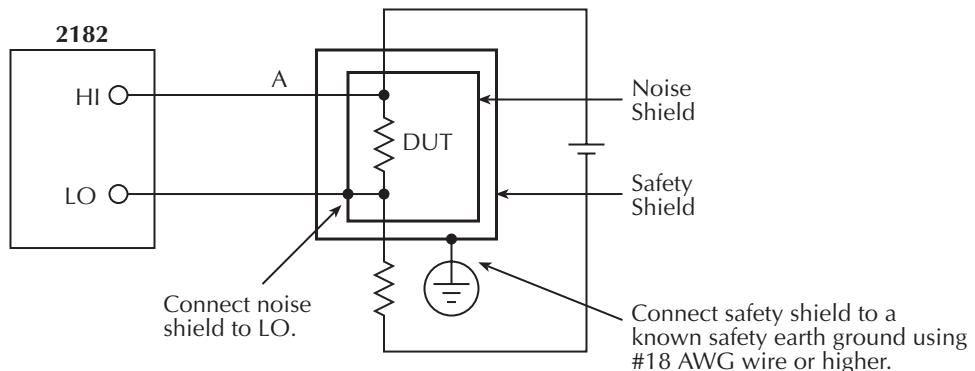 2182
A
HI
DUT
LO
Noise
Shield
Safety
Shield
Connect noise
shield to LO.
Connect safety shield to a
known safety earth ground using
#18 AWG wire or higher.